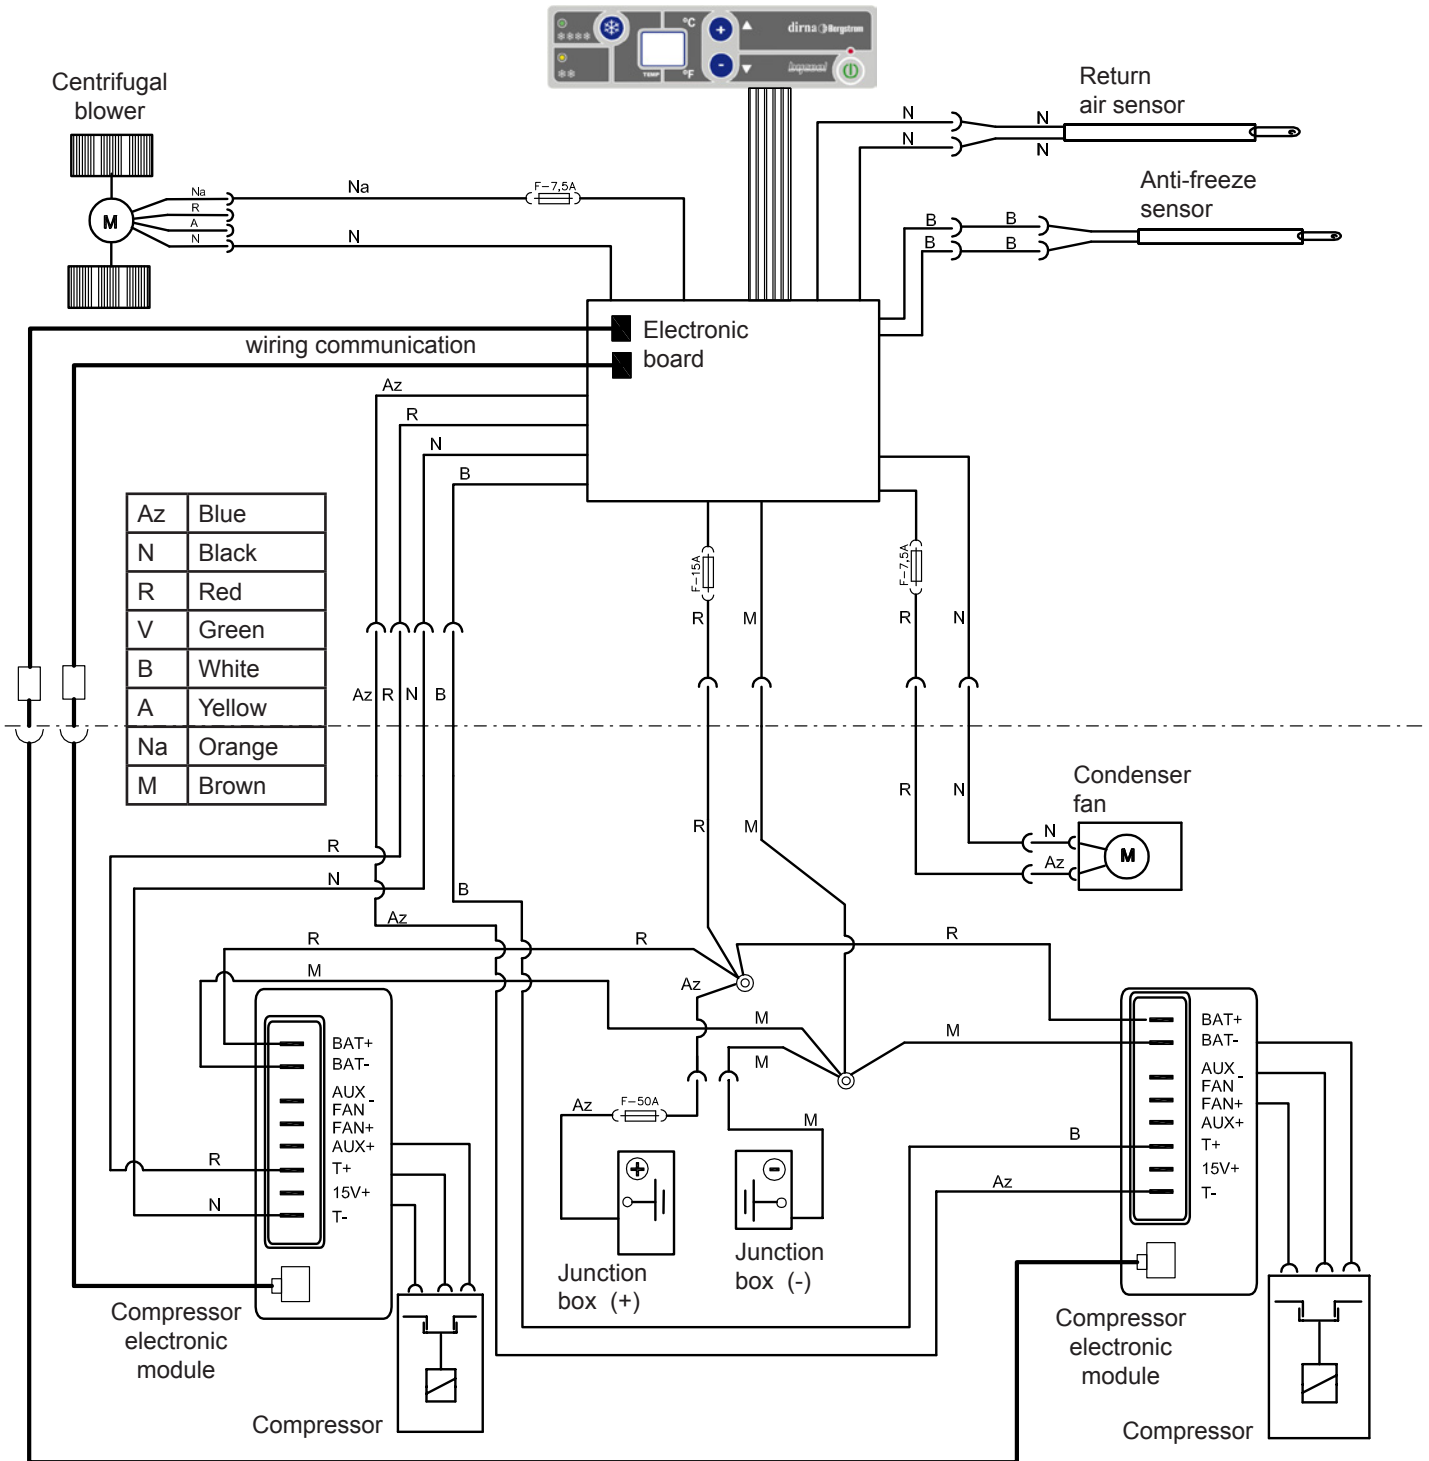 ❄❄❄❄
❄❄
TEMP
°C
°F
+
-
dirna Bergstrom
Centrifugal
blower
M
Na
R
A
N
Na
N
F-7,5A
Return
air sensor
N
N
N
N
Anti-freeze
sensor
B
B
B
B
Electronic
board
wiring communication
Az
R
N
B
Az Blue
N Black
R Red
V Green
B White
A Yellow
Na Orange
M Brown
Az
R
N
B
F-15A
R
M
F-7,5A
R
N
R
M
R
N
Condenser
fan
N
Az
M
R
N
B
Az
R
R
M
R
Az
M
M
M
Az
F-50A
M
B
Az
R
N
BAT+
BAT-
AUX
FAN -
FAN+
AUX+
T+
15V+
T-
BAT+
BAT-
AUX
FAN -
FAN+
AUX+
T+
15V+
T-
+
-
Junction
box (+)
Junction
box (-)
Compressor
electronic
module
Compressor
Compressor
electronic
module
Compressor